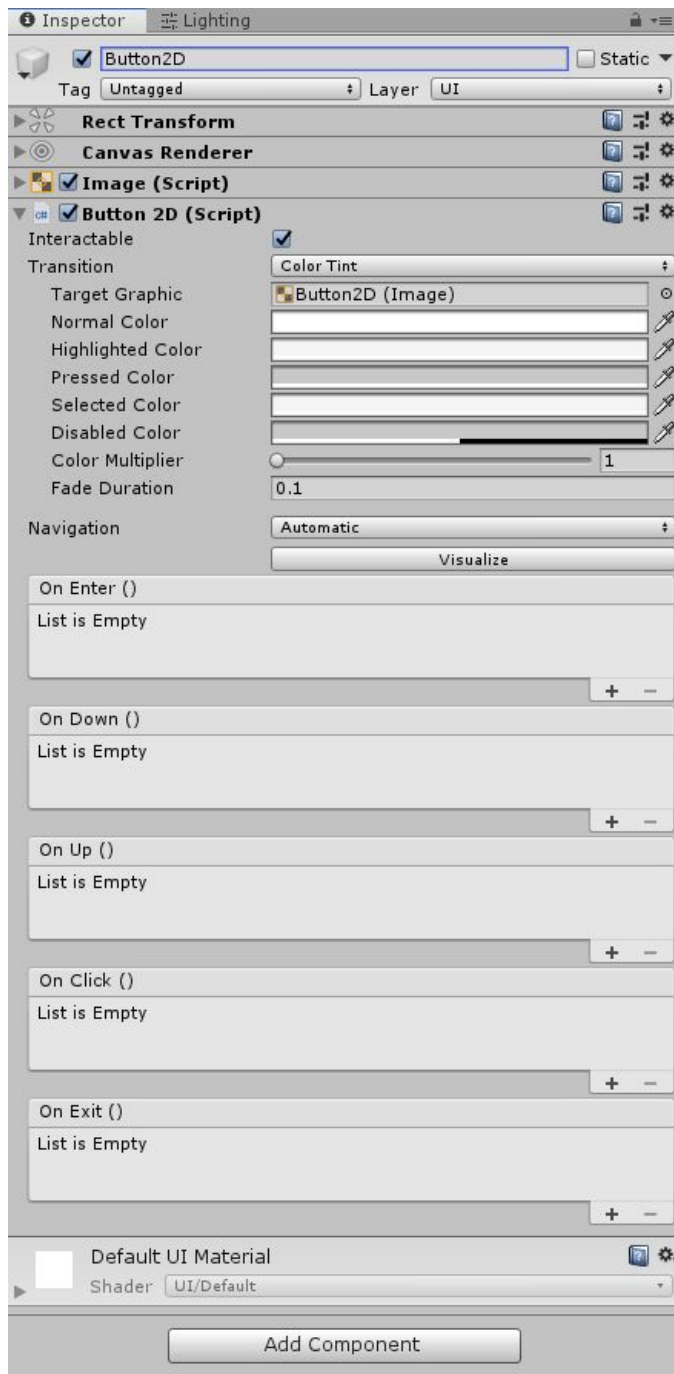 Inspector Lighting
Button2D Static
Tag Untagged Layer UI
Rect Transform
Canvas Renderer
Image (Script)
c# Button 2D (Script)
Interactable
Transition Color Tint
Target Graphic Button2D (Image)
Normal Color
Highlighted Color
Pressed Color
Selected Color
Disabled Color
Color Multiplier 1
Fade Duration 0.1
Navigation Automatic
Visualize
On Enter ()
List is Empty
+ −
On Down ()
List is Empty
+ −
On Up ()
List is Empty
+ −
On Click ()
List is Empty
+ −
On Exit ()
List is Empty
+ −
Default UI Material
Shader UI/Default
Add Component